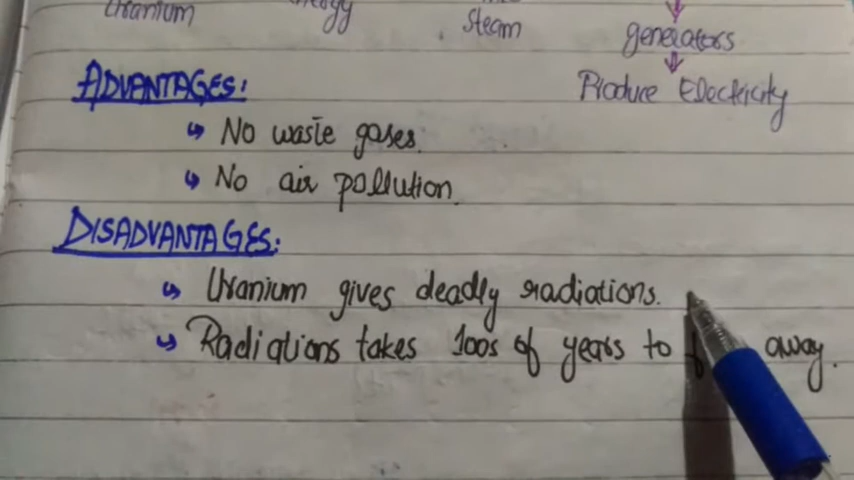 Uranium
Steam
generators
Produce Electricity
ADVANTAGES:
No waste gases.
No air pollution.
DISADVANTAGES:
Uranium gives deadly radiations.
Radiations takes 100s of years to away.